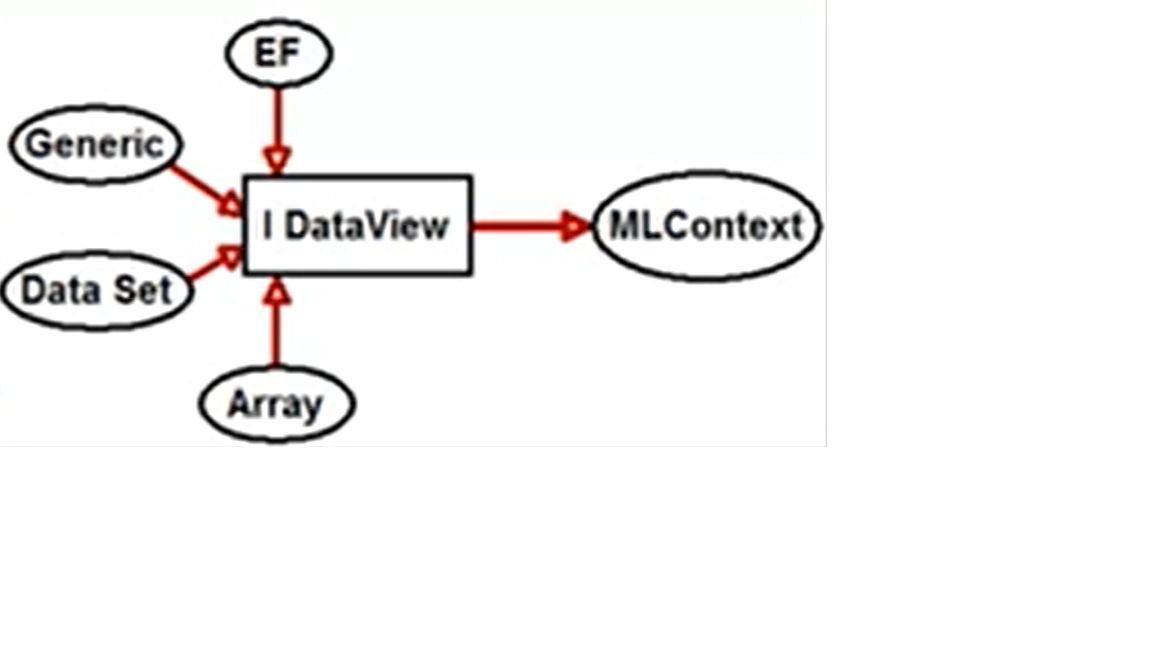 EF
Generic
I DataView
MLContext
Data Set
Array